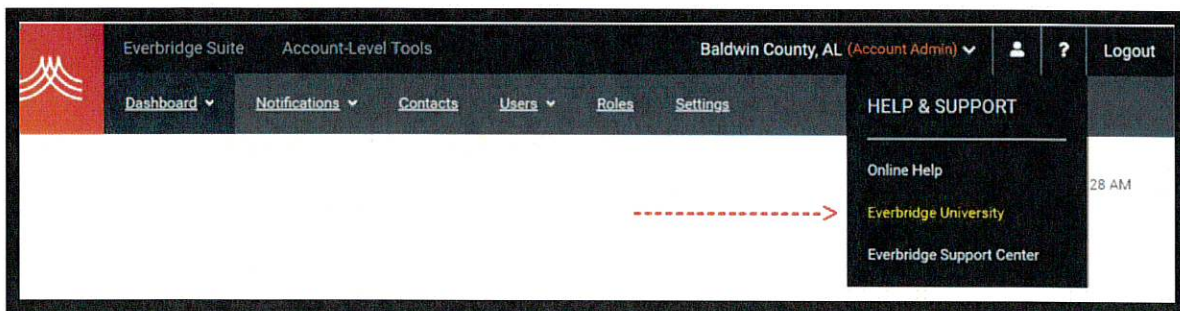 Everbridge Suite Account-Level Tools Baldwin County, AL (Account Admin) ? Logout
Dashboard Notifications Contacts Users Roles Settings
HELP & SUPPORT
Online Help
28 AM
Everbridge University
Everbridge Support Center